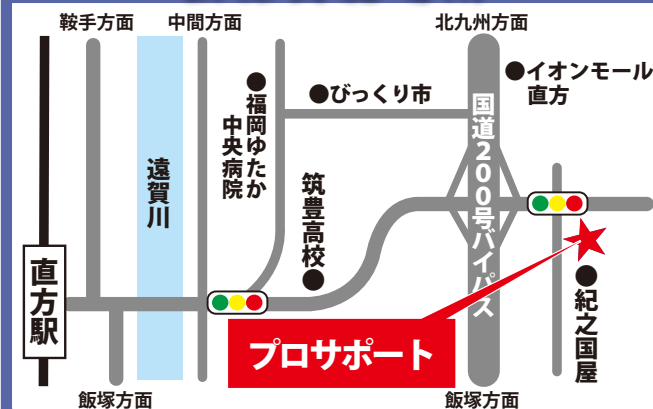 鞍手方面
中間方面
北九州方面
●イオンモール
直方
●びっくり市
●福岡ゆたか
中央病院
国道200号バイパス
遠賀川
筑豊高校●
直方駅
プロサポート
●紀之国屋
飯塚方面
飯塚方面